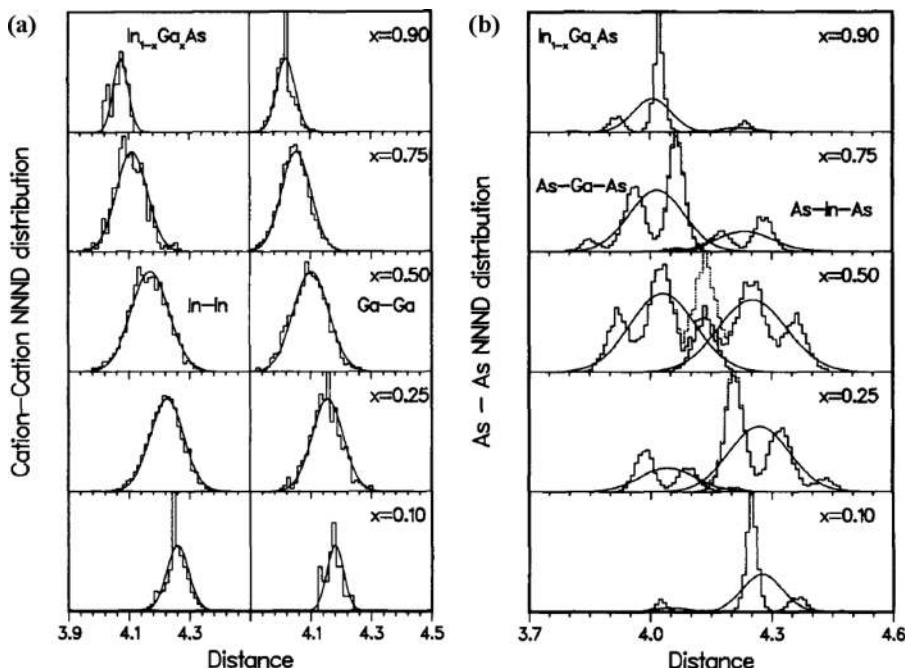 (a)
In₁₋ₓGaₓAs
x=0.90
x=0.75
In-In
Ga-Ga
x=0.50
x=0.25
x=0.10
Cation-Cation NNND distribution
3.9 4.1 4.3 4.1 4.3 4.5
Distance
(b)
In₁₋ₓGaₓAs
x=0.90
x=0.75
As-Ga-As
As-In-As
x=0.50
x=0.25
x=0.10
As - As NNND distribution
3.7 4.0 4.3 4.6
Distance